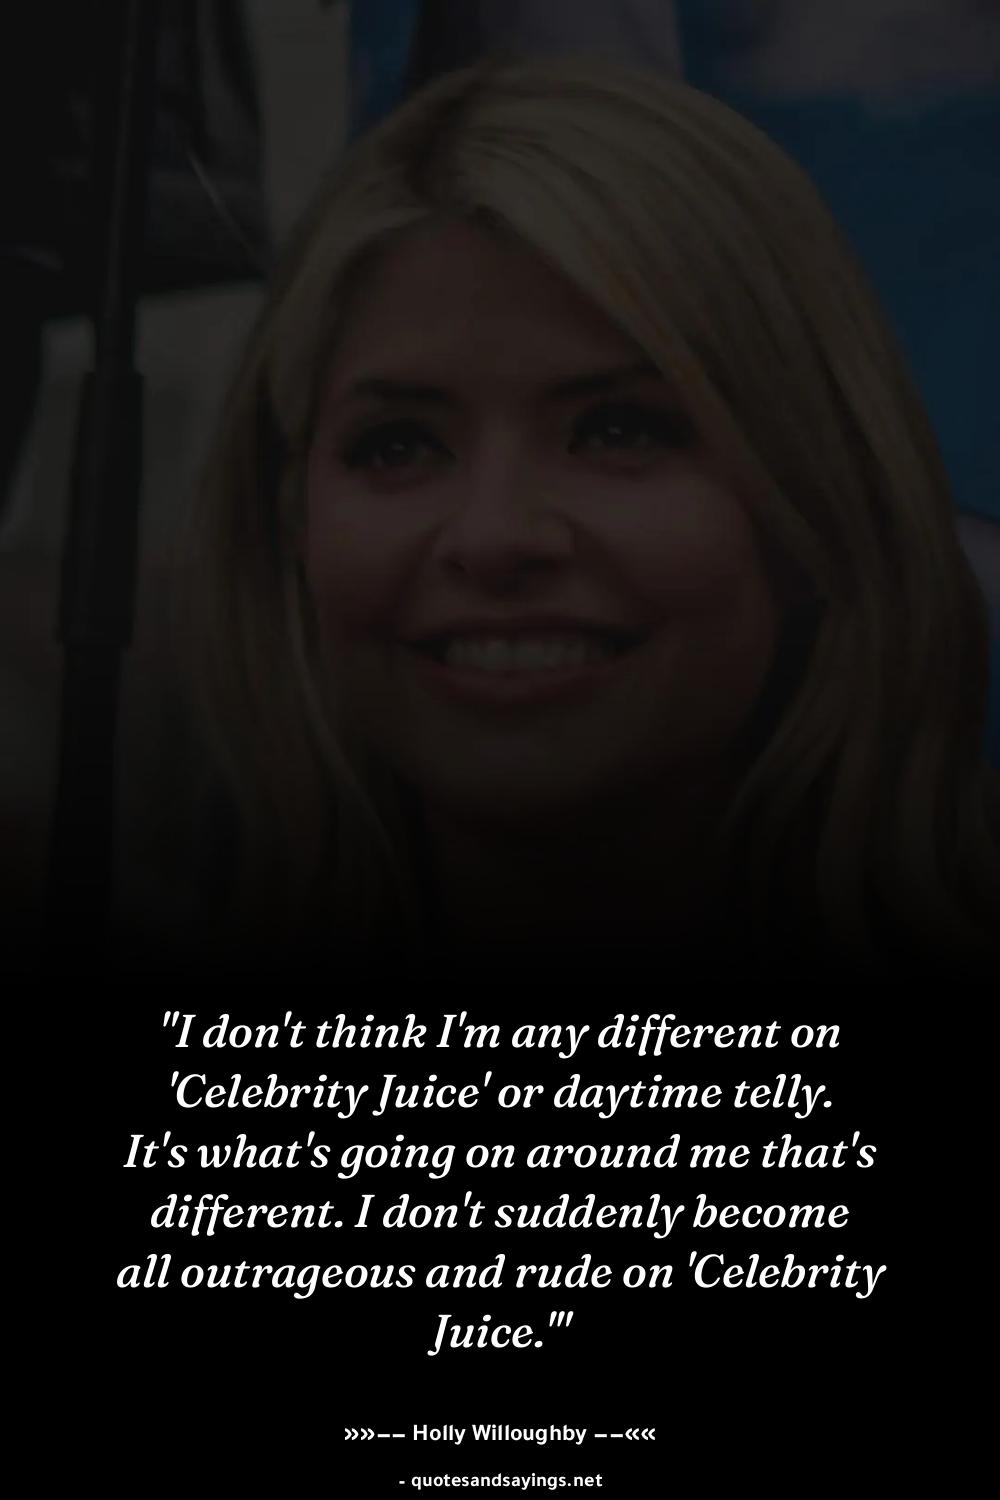 "I don't think I'm any different on
'Celebrity Juice' or daytime telly.
It's what's going on around me that's
different. I don't suddenly become
all outrageous and rude on 'Celebrity
Juice.'"
»»−− Holly Willoughby −−««
- quotesandsayings.net